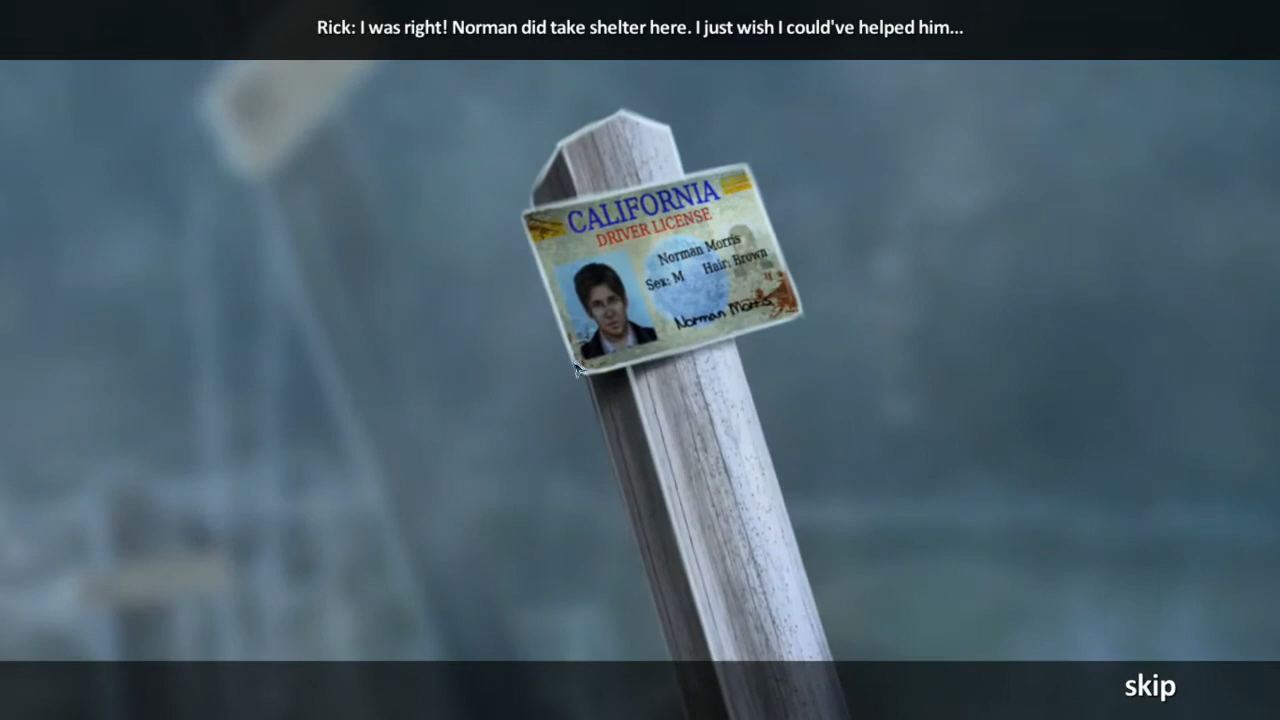 Rick: I was right! Norman did take shelter here. I just wish I could've helped him...
CALIFORNIA
DRIVER LICENSE
Norman Morris
Sex: M Hair: Brown
Norman Morris
skip